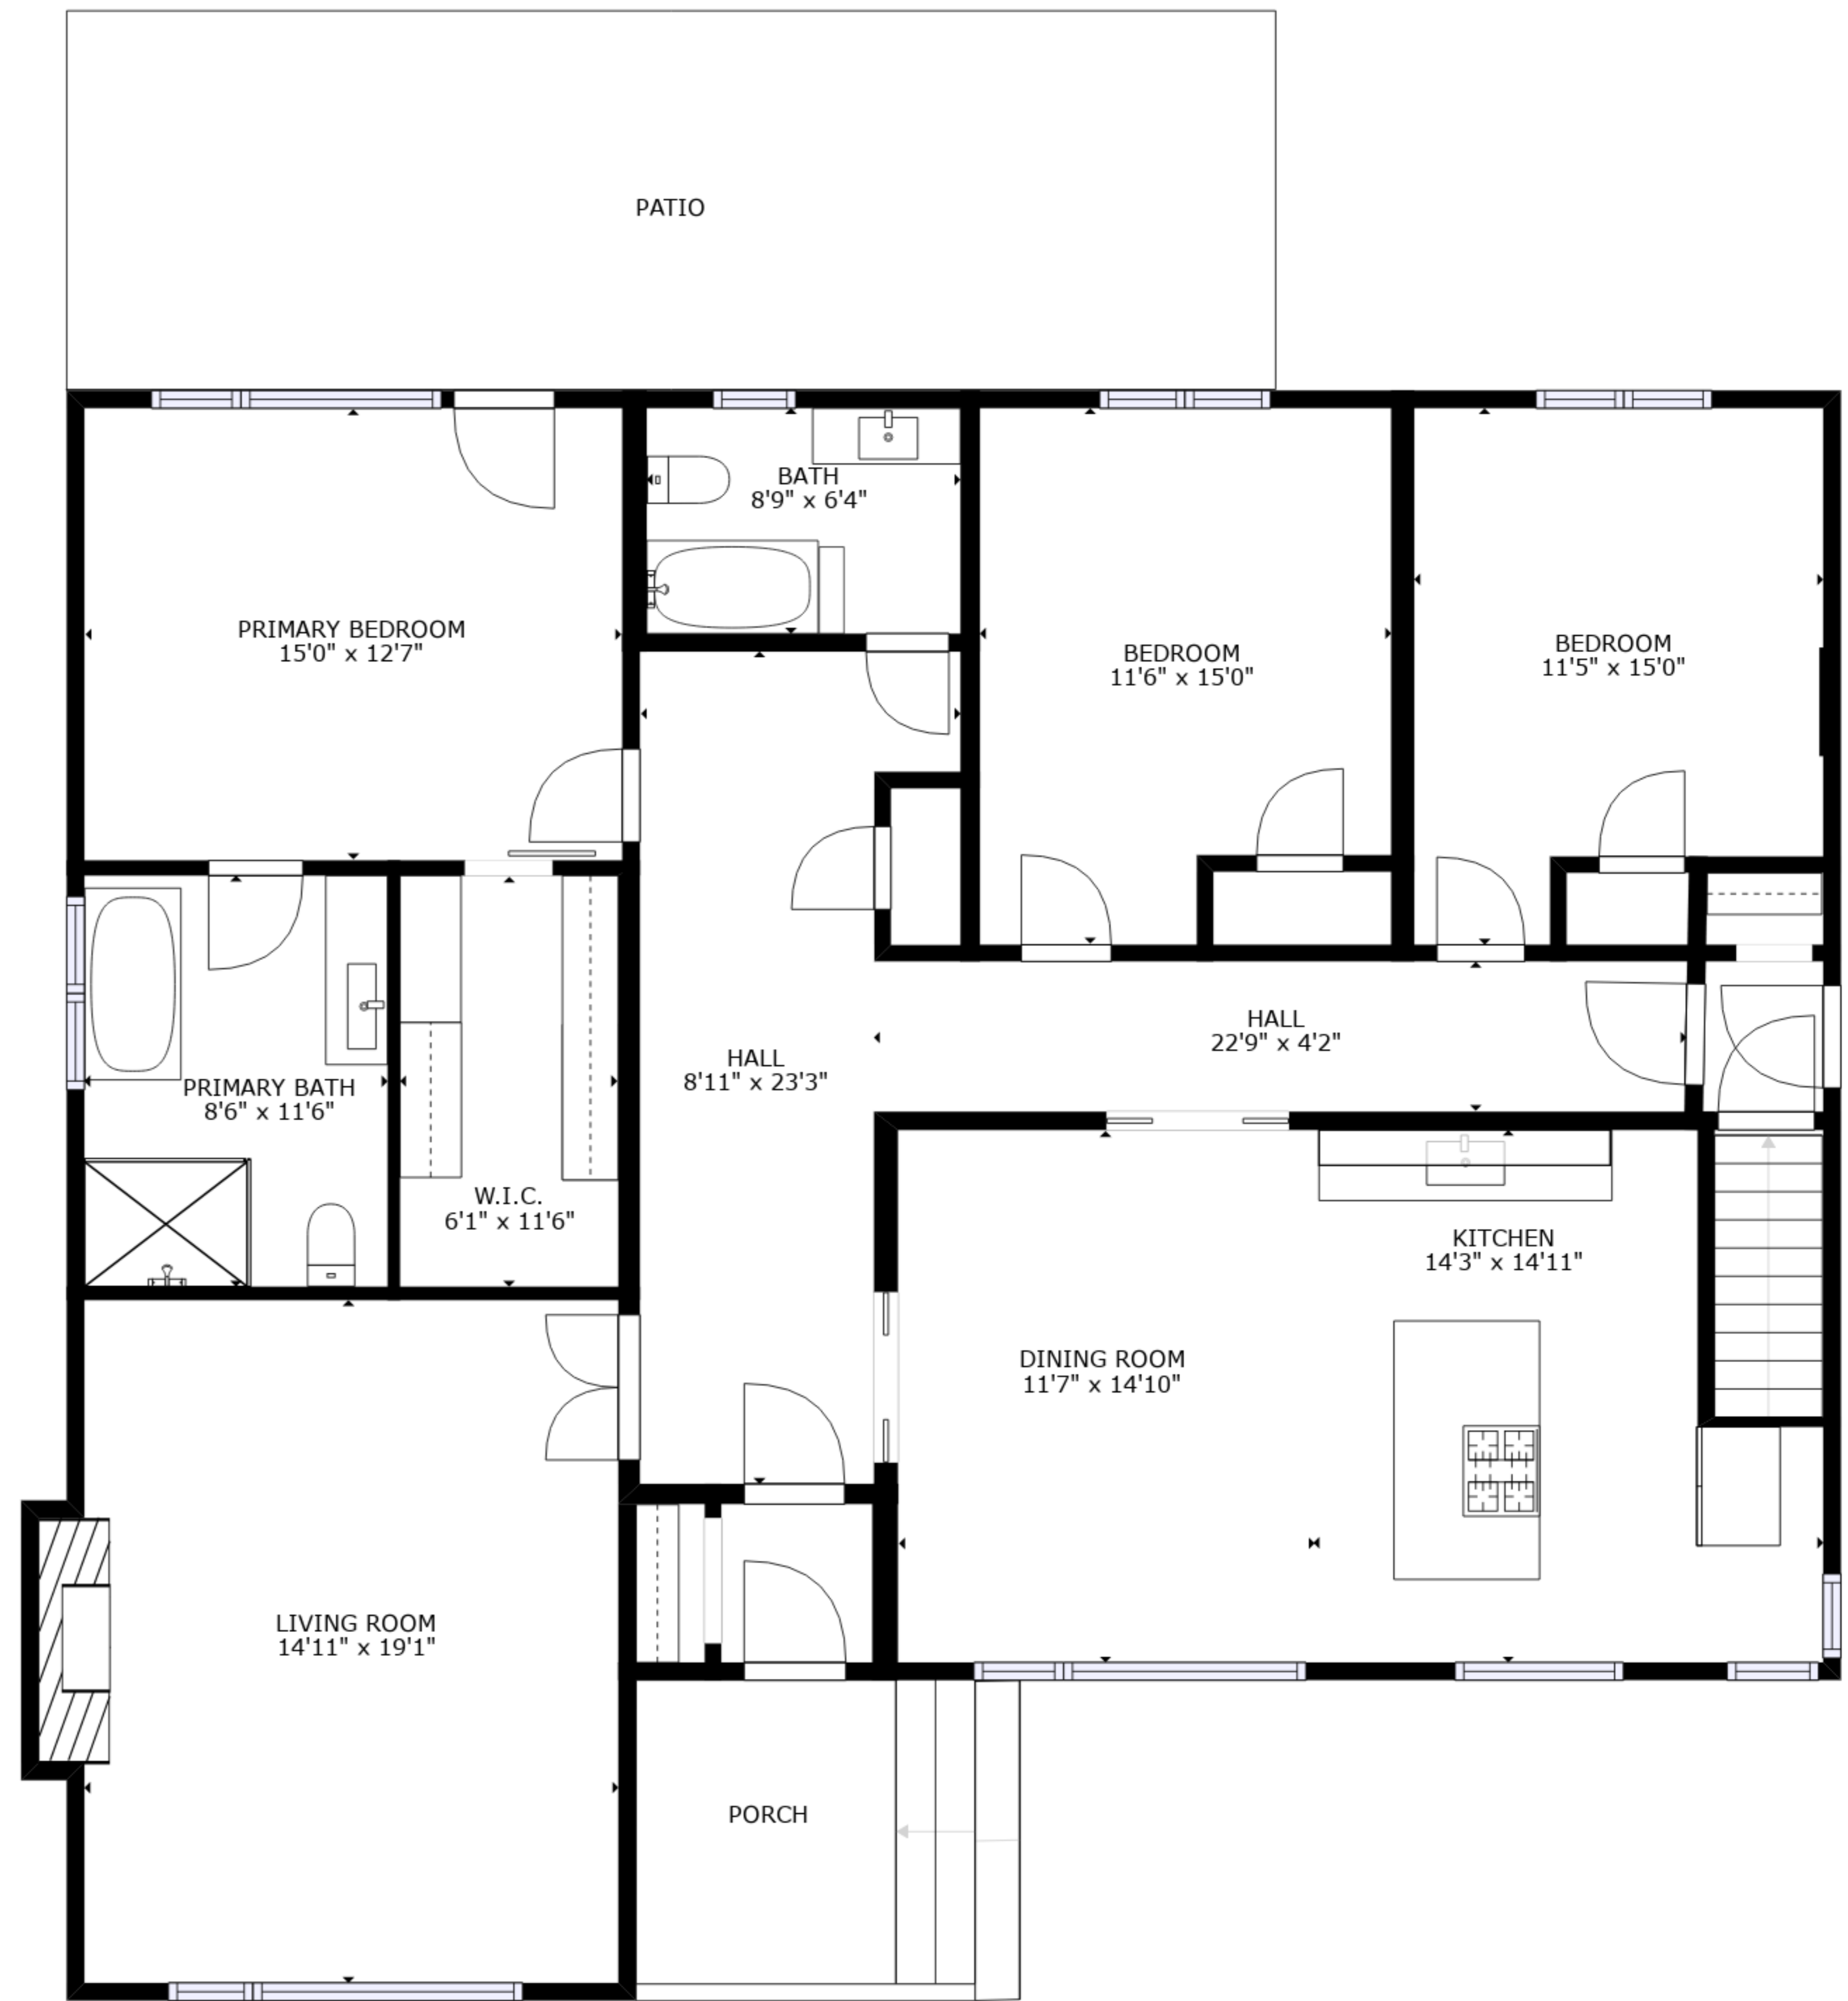 PATIO
BATH
8'9" x 6'4"
PRIMARY BEDROOM
15'0" x 12'7"
BEDROOM
11'6" x 15'0"
BEDROOM
11'5" x 15'0"
HALL
22'9" x 4'2"
HALL
8'11" x 23'3"
PRIMARY BATH
8'6" x 11'6"
W.I.C.
6'1" x 11'6"
KITCHEN
14'3" x 14'11"
DINING ROOM
11'7" x 14'10"
LIVING ROOM
14'11" x 19'1"
PORCH